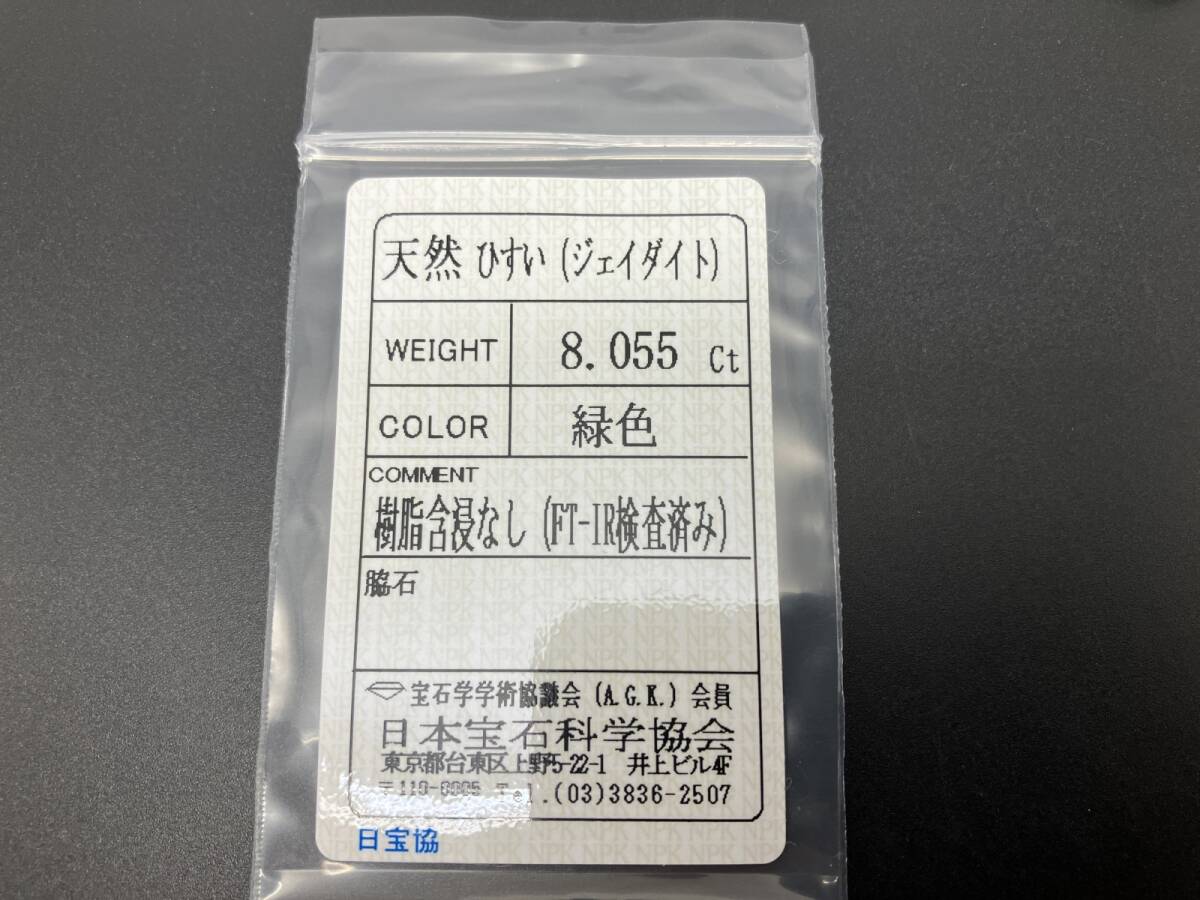 天然 ひすい (ジェイダイト)
WEIGHT 8.055 Ct
COLOR 緑色
COMMENT
樹脂含浸なし (FT-IR検査済み)
脇石
宝石学学術協議会 (A.G.K.) 会員
日本宝石科学協会
東京都台東区上野5-22-1 井上ビル4F
〒110-0005 Tel.(03)3836-2507
日宝協